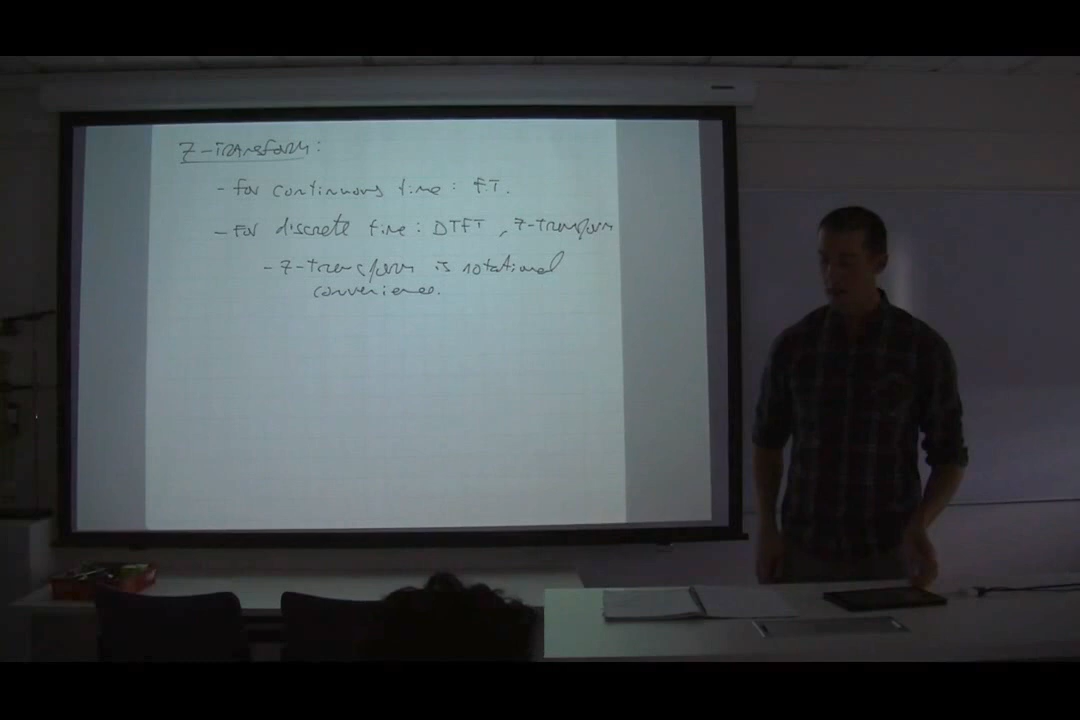 Z-TRANSFORM:
- For continuous time: F.T.
- For discrete time: DTFT, Z-Transform
- Z-transform is notational
convenience.